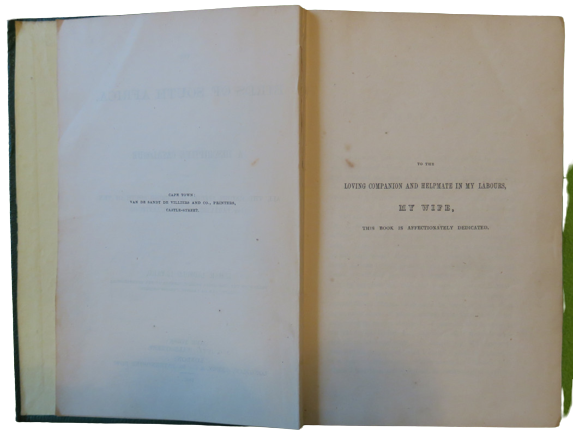 CAPE TOWN:
VAN DE SANDT DE VILLIERS AND CO., PRINTERS,
CASTLE-STREET.
TO THE
LOVING COMPANION AND HELPMATE IN MY LABOURS,
MY WIFE,
THIS BOOK IS AFFECTIONATELY DEDICATED.